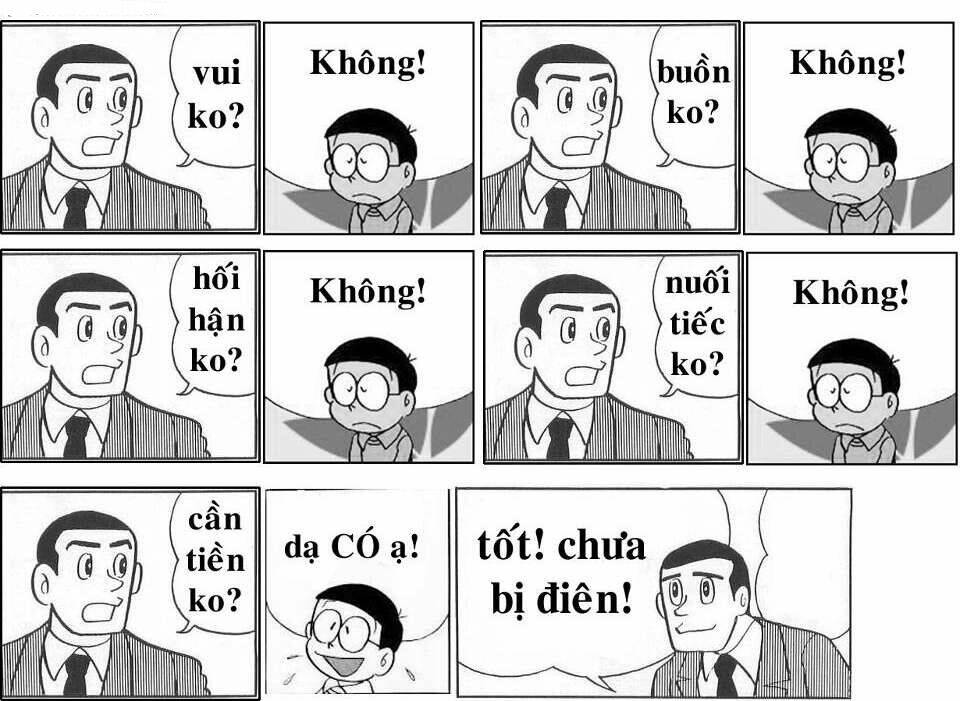 vui
ko?
Không!
buồn
ko?
Không!
hối
hận
ko?
Không!
nuối
tiếc
ko?
Không!
cần
tiền
ko?
dạ CÓ ạ!
tốt! chưa
bị điên!